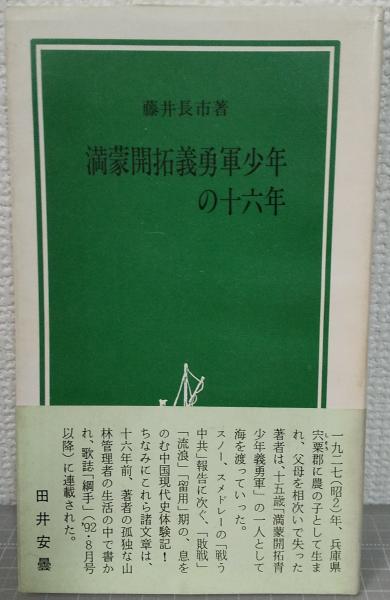 藤井長市著
満蒙開拓義勇軍少年
の十六年
一九二七(昭2)年、兵庫県
宍粟郡に農の子として生ま
れ、父母を相次いで失った
著者は、十五歳「満蒙開拓青
少年義勇軍」の一人として
海を渡っていった。
スノー、スメドレーの「戦う
中共」報告に次ぐ、「敗戦」
「流浪」「留用」期の、息を
のむ中国現代史体験記！
ちなみにこれら諸文章は、
十六年前、著者の孤独な山
林管理者の生活の中で書か
れ、歌誌「綱手」(’92・8月号
以降)に連載された。
田井安曇